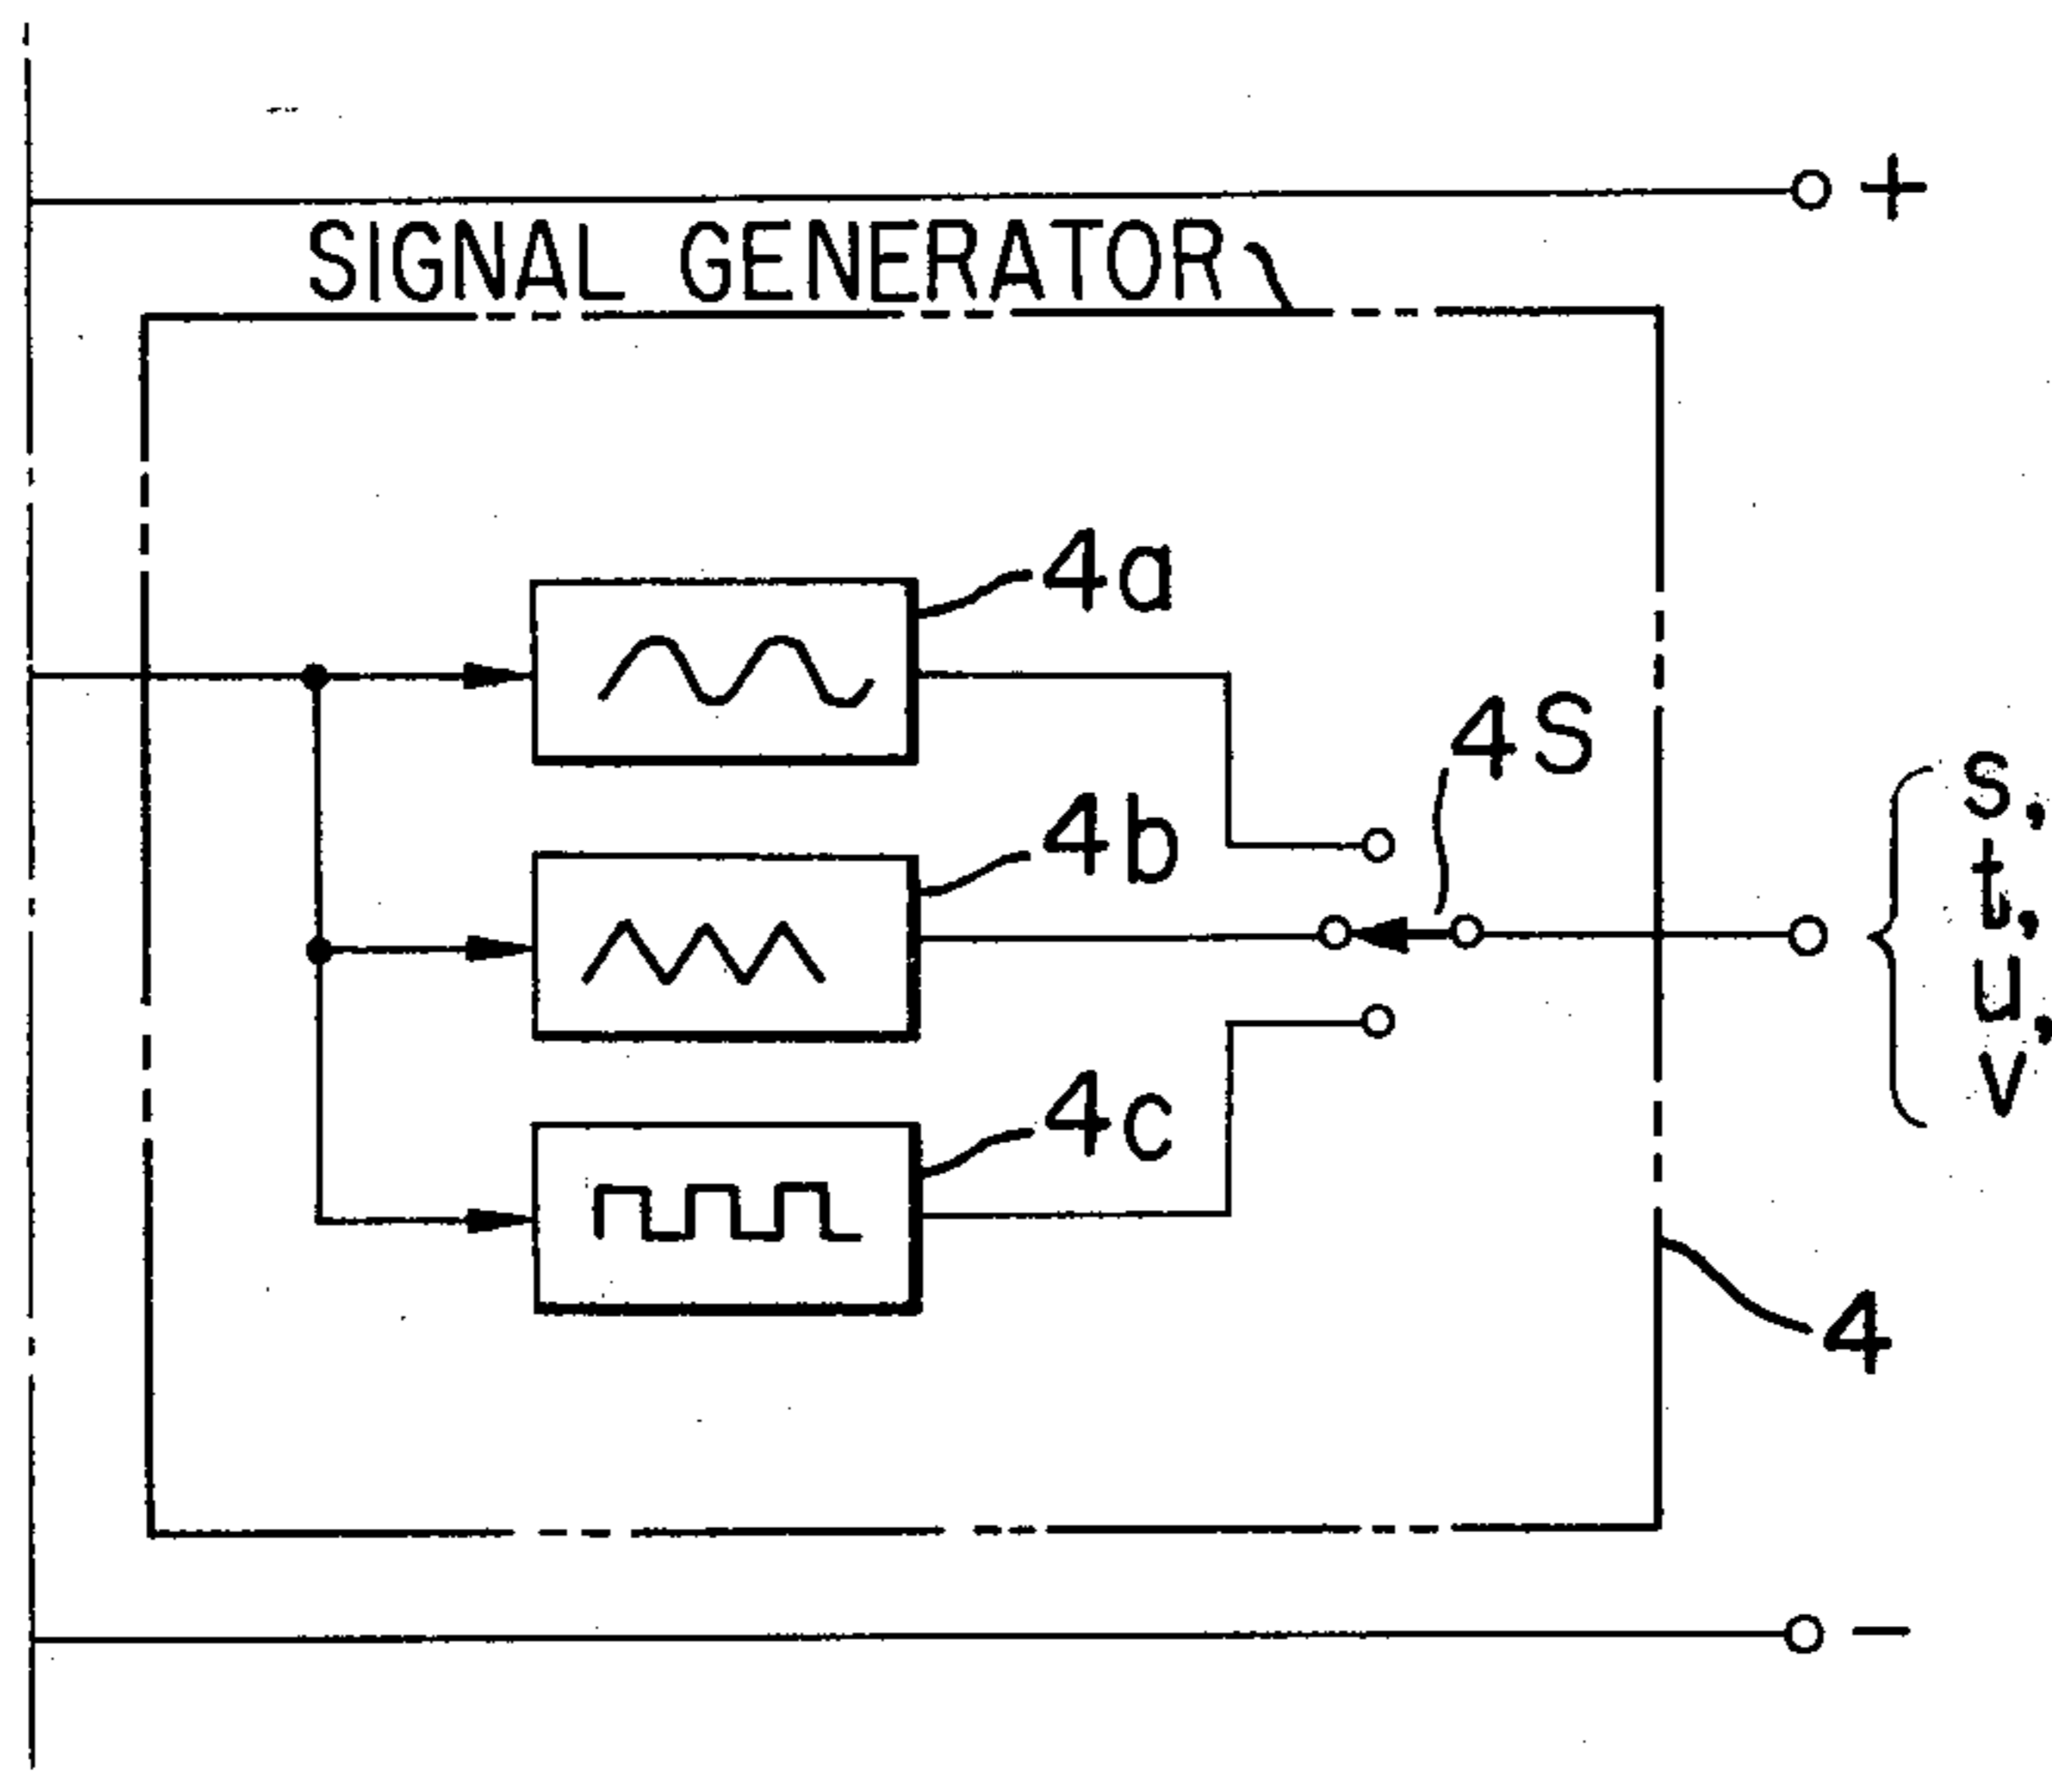 +
SIGNAL GENERATOR
4a
4S
4b
s,
t,
u,
v
4c
4
−